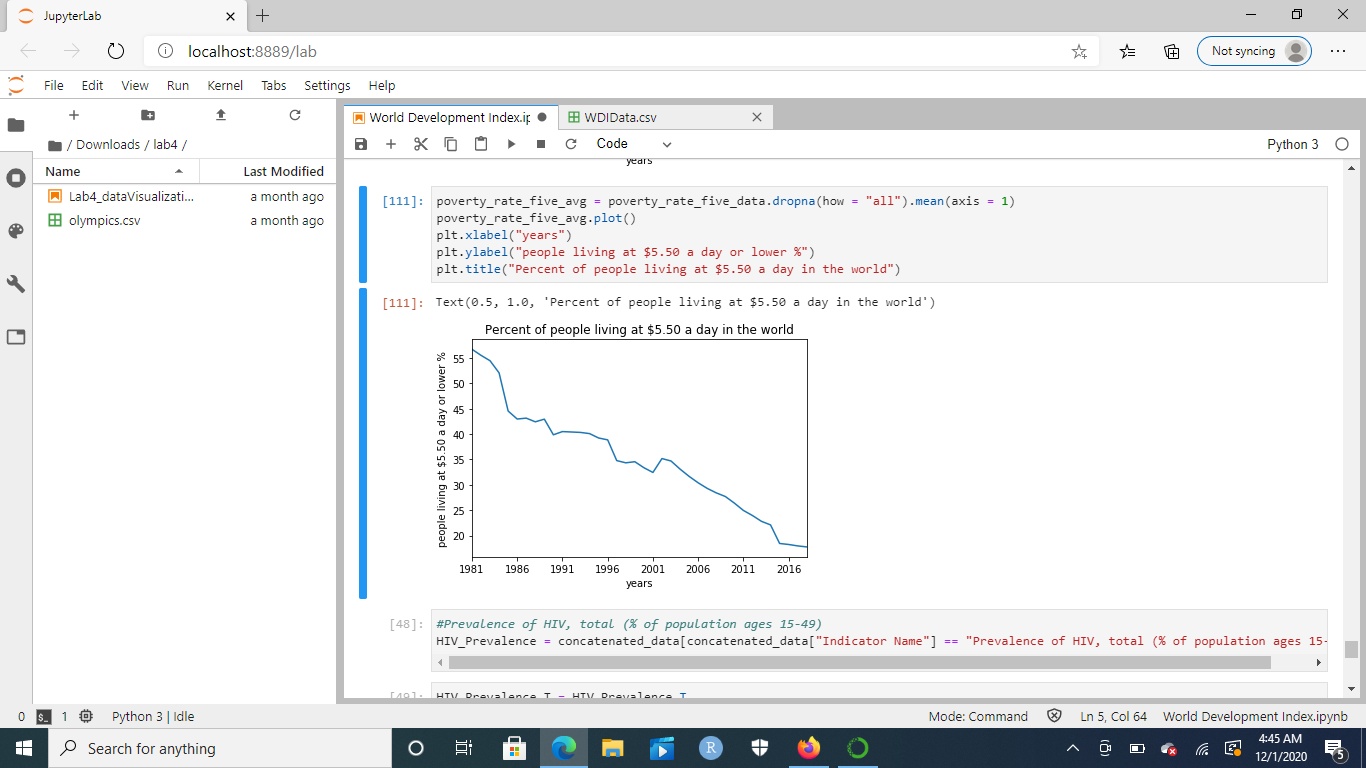 JupyterLab
localhost:8889/lab
Not syncing
File Edit View Run Kernel Tabs Settings Help
World Development Index.ip
WDIData.csv
/ Downloads / lab4 /
Code
Python 3
Name Last Modified
Lab4_dataVisualizati... a month ago
olympics.csv a month ago
years
[111]:
poverty_rate_five_avg = poverty_rate_five_data.dropna(how = "all").mean(axis = 1)
poverty_rate_five_avg.plot()
plt.xlabel("years")
plt.ylabel("people living at $5.50 a day or lower %")
plt.title("Percent of people living at $5.50 a day in the world")
[111]:
Text(0.5, 1.0, 'Percent of people living at $5.50 a day in the world')
Percent of people living at $5.50 a day in the world
people living at $5.50 a day or lower %
55
50
45
40
35
30
25
20
1981 1986 1991 1996 2001 2006 2011 2016
years
[48]:
#Prevalence of HIV, total (% of population ages 15-49)
HIV_Prevalence = concatenated_data[concatenated_data["Indicator Name"] == "Prevalence of HIV, total (% of population ages 15-
[49]:
HIV_Prevalence_T = HIV_Prevalence.T
0 1 Python 3 | Idle
Mode: Command Ln 5, Col 64 World Development Index.ipynb
Search for anything
R
4:45 AM
12/1/2020
5